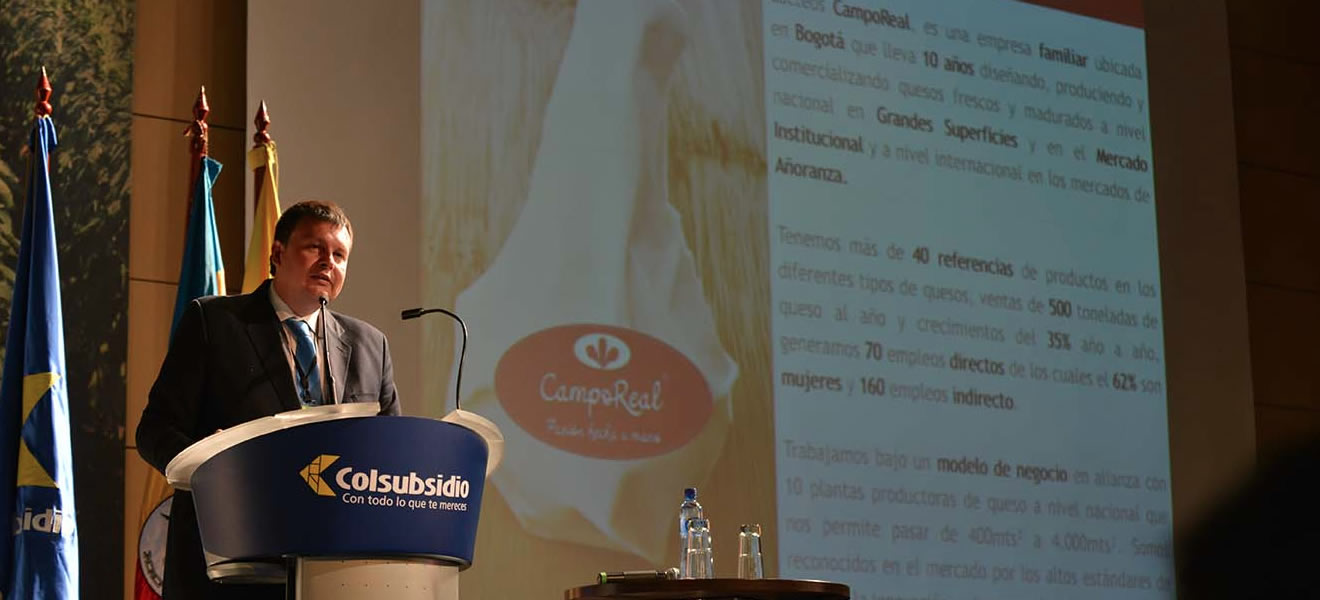 CampoReal, es una empresa familiar ubicada
en Bogotá que lleva 10 años diseñando, produciendo y
comercializando quesos frescos y madurados a nivel
nacional en Grandes Superficies y en el Mercado
Institucional y a nivel internacional en los mercados de
Añoranza.
Tenemos más de 40 referencias de productos en los
diferentes tipos de quesos, ventas de 500 toneladas de
queso al año y crecimientos del 35% año a año,
generamos 70 empleos directos de los cuales el 62% son
mujeres y 160 empleos indirecto.
Trabajamos bajo un modelo de negocio en alianza con
10 plantas productoras de queso a nivel nacional que
nos permite pasar de 400mts² a 4.000mts². Somos
reconocidos en el mercado por los altos estándares de
CampoReal
Pasión hecha a mano
Colsubsidio
Con todo lo que te mereces
idio